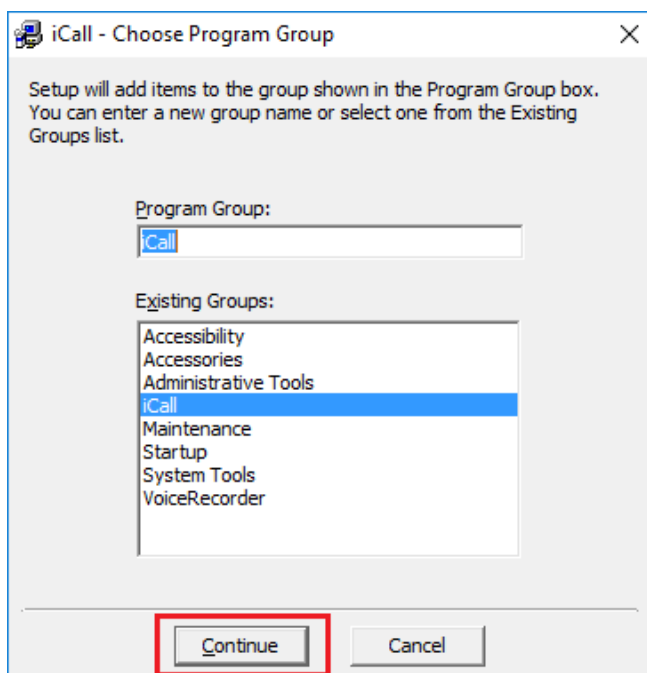 iCall - Choose Program Group
Setup will add items to the group shown in the Program Group box.
You can enter a new group name or select one from the Existing
Groups list.
Program Group:
iCall
Existing Groups:
Accessibility
Accessories
Administrative Tools
iCall
Maintenance
Startup
System Tools
VoiceRecorder
Continue
Cancel